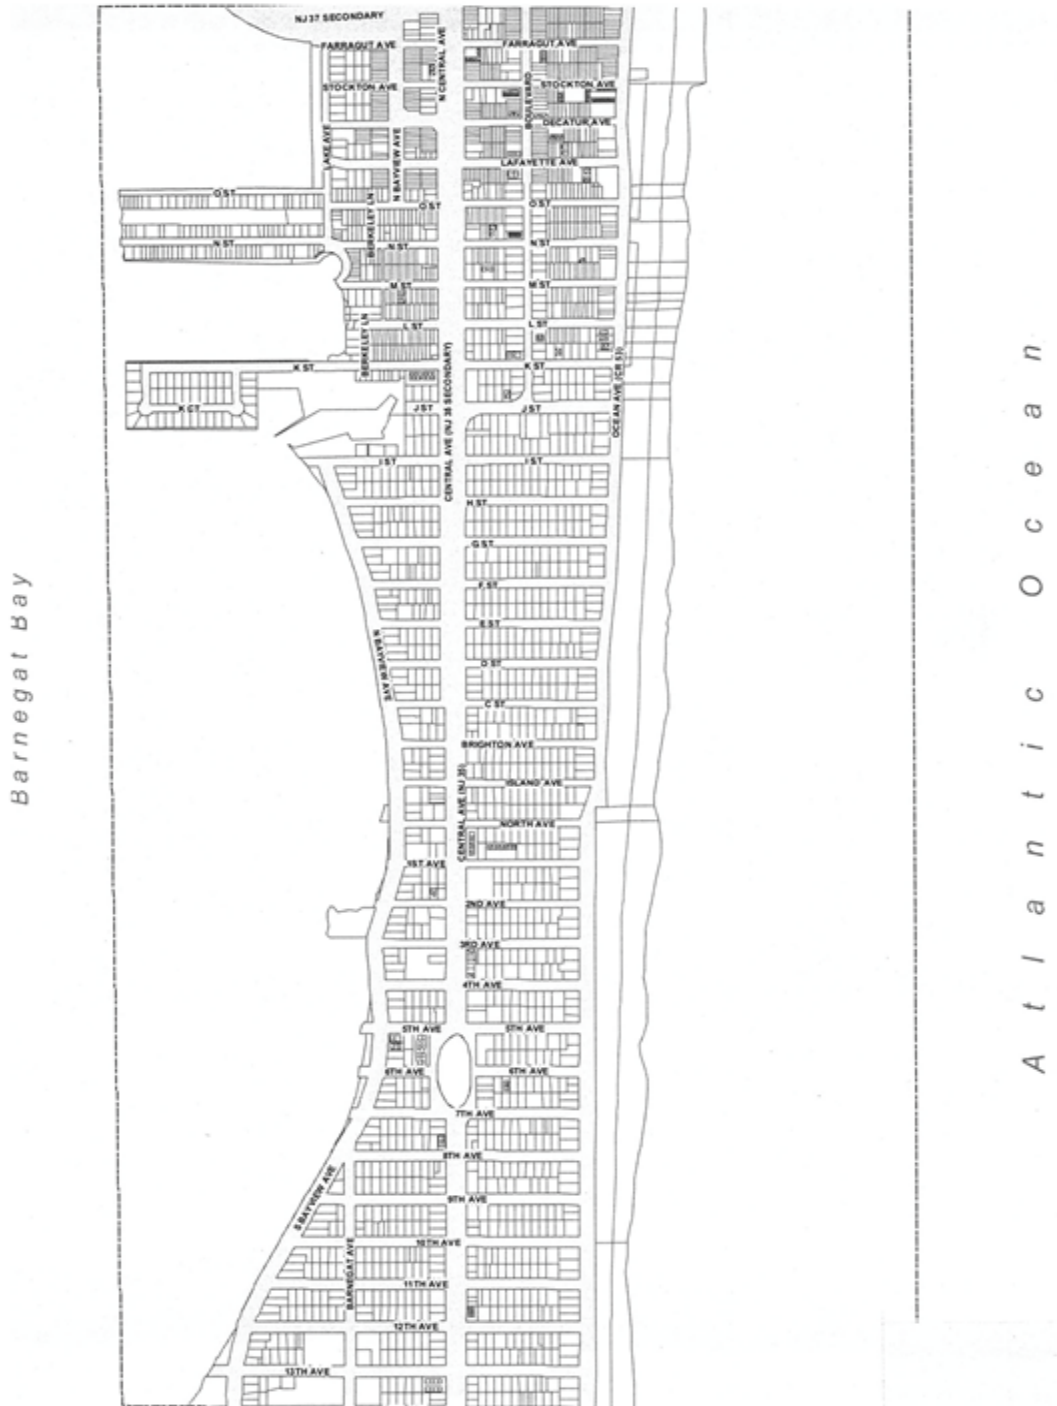 NJ 37 SECONDARY
N CENTRAL AVE
FARRAGUT AVE
FARRAGUT AVE
STOCKTON AVE
STOCKTON AVE
BOULEVARD
DECATUR AVE
LAKE AVE
N BAYVIEW AVE
LAFAYETTE AVE
O ST
O ST
O ST
BERKELEY LN
N ST
N ST
N ST
M ST
M ST
L ST
L ST
BERKELEY LN
K ST
K ST
K CT
J ST
J ST
CENTRAL AVE (NJ 35 SECONDARY)
OCEAN AVE (CR 53)
I ST
I ST
H ST
G ST
F ST
E ST
N BAYVIEW AVE
D ST
C ST
BRIGHTON AVE
ISLAND AVE
CENTRAL AVE (NJ 35)
NORTH AVE
1ST AVE
2ND AVE
3RD AVE
4TH AVE
5TH AVE
5TH AVE
6TH AVE
6TH AVE
7TH AVE
8TH AVE
S BAYVIEW AVE
9TH AVE
10TH AVE
BARNEGAT AVE
11TH AVE
12TH AVE
13TH AVE
Barnegat Bay
Atlantic Ocean